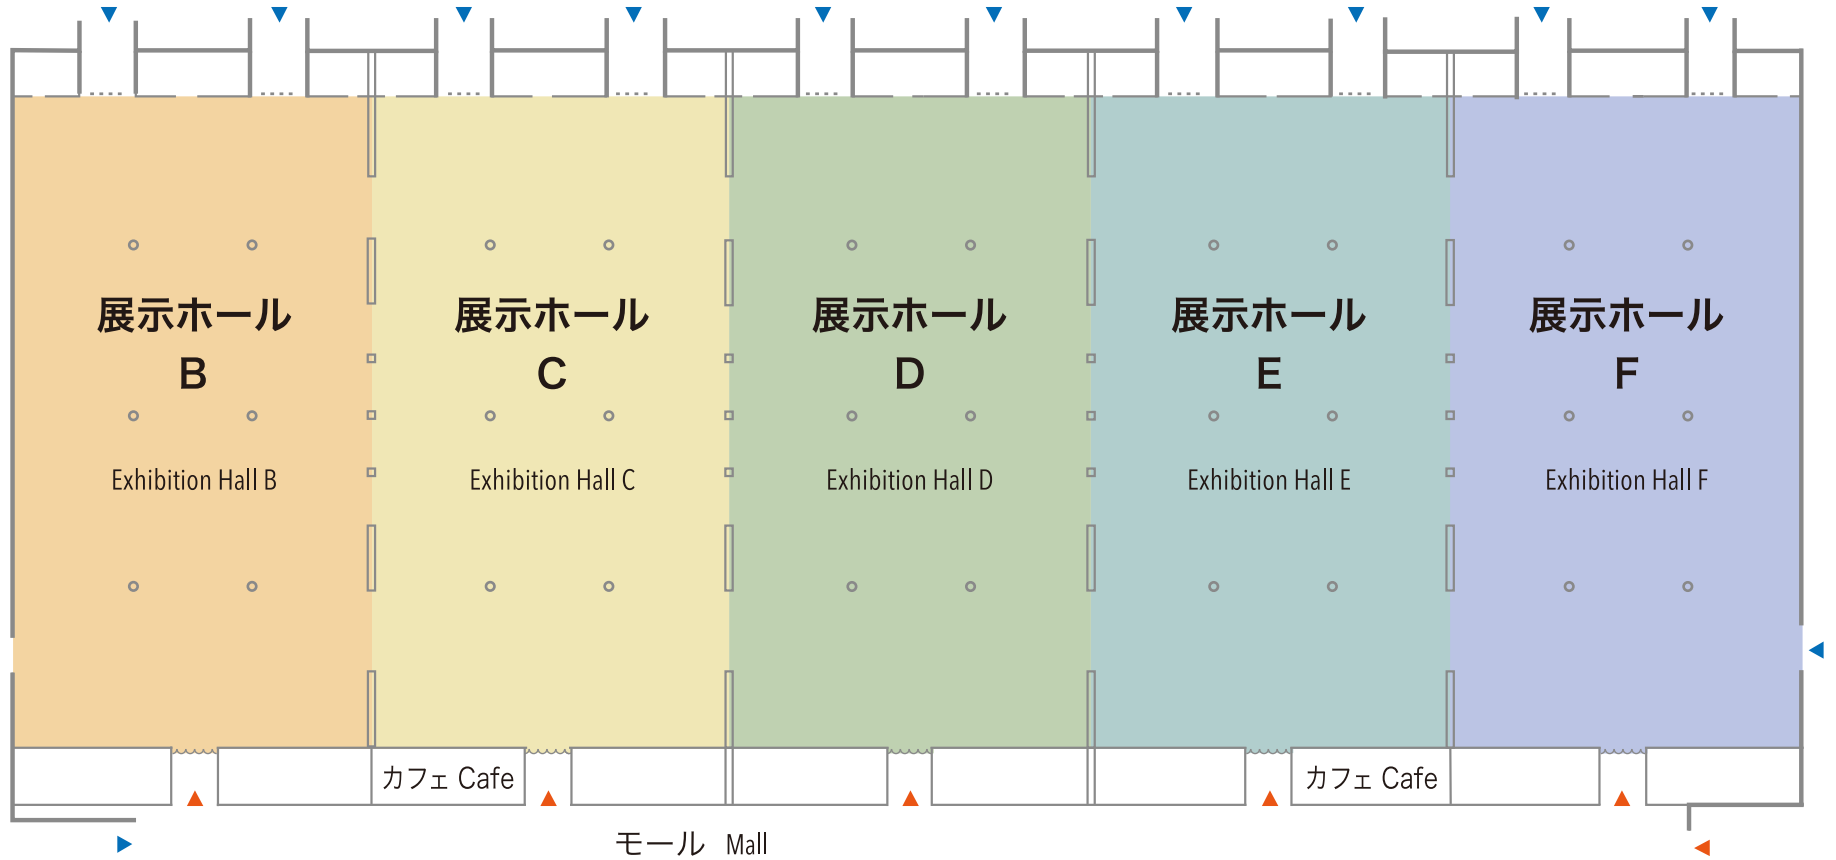 展示ホール
B
Exhibition Hall B
展示ホール
C
Exhibition Hall C
展示ホール
D
Exhibition Hall D
展示ホール
E
Exhibition Hall E
展示ホール
F
Exhibition Hall F
カフェ Cafe
カフェ Cafe
モール Mall